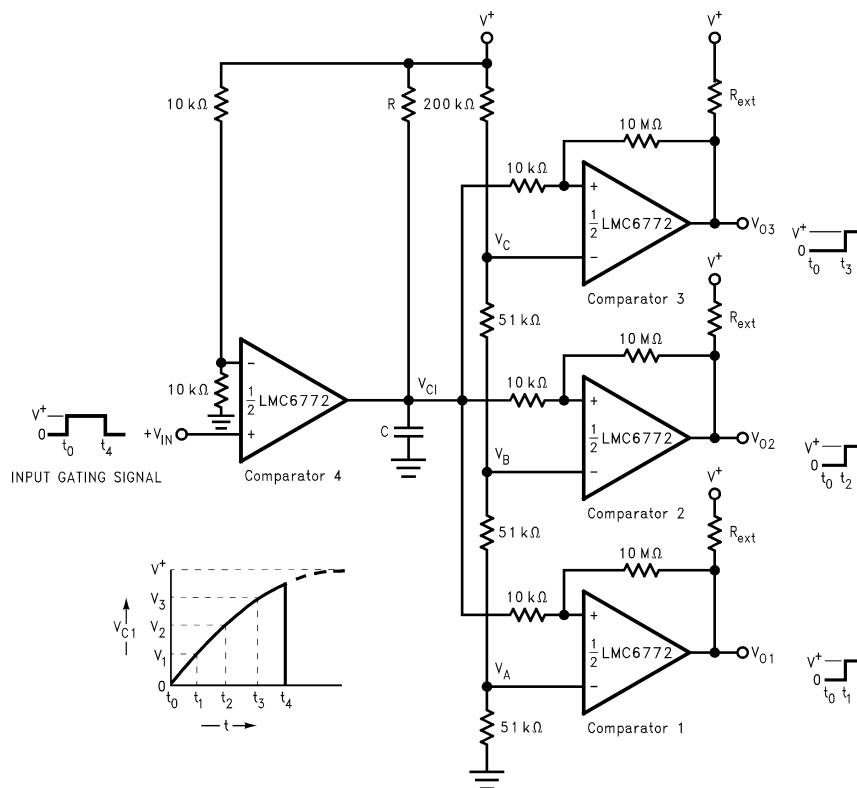 V+
V+
10 kΩ
R
200 kΩ
Rext
10 MΩ
10 kΩ
+
1/2 LMC6772
−
VO3
V+
t0 t3
0
VC
Comparator 3
V+
51 kΩ
Rext
10 MΩ
10 kΩ
−
1/2 LMC6772
+
10 kΩ
VC1
+
1/2 LMC6772
−
VO2
V+
0
t0 t2
V+
0
t0 t4
+VIN
C
VB
Comparator 4
Comparator 2
INPUT GATING SIGNAL
V+
51 kΩ
Rext
10 MΩ
10 kΩ
+
1/2 LMC6772
−
VO1
V+
0
t0 t1
VA
Comparator 1
51 kΩ
V+
V3
V2
V1
0
VC1
t0 t1 t2 t3 t4
t